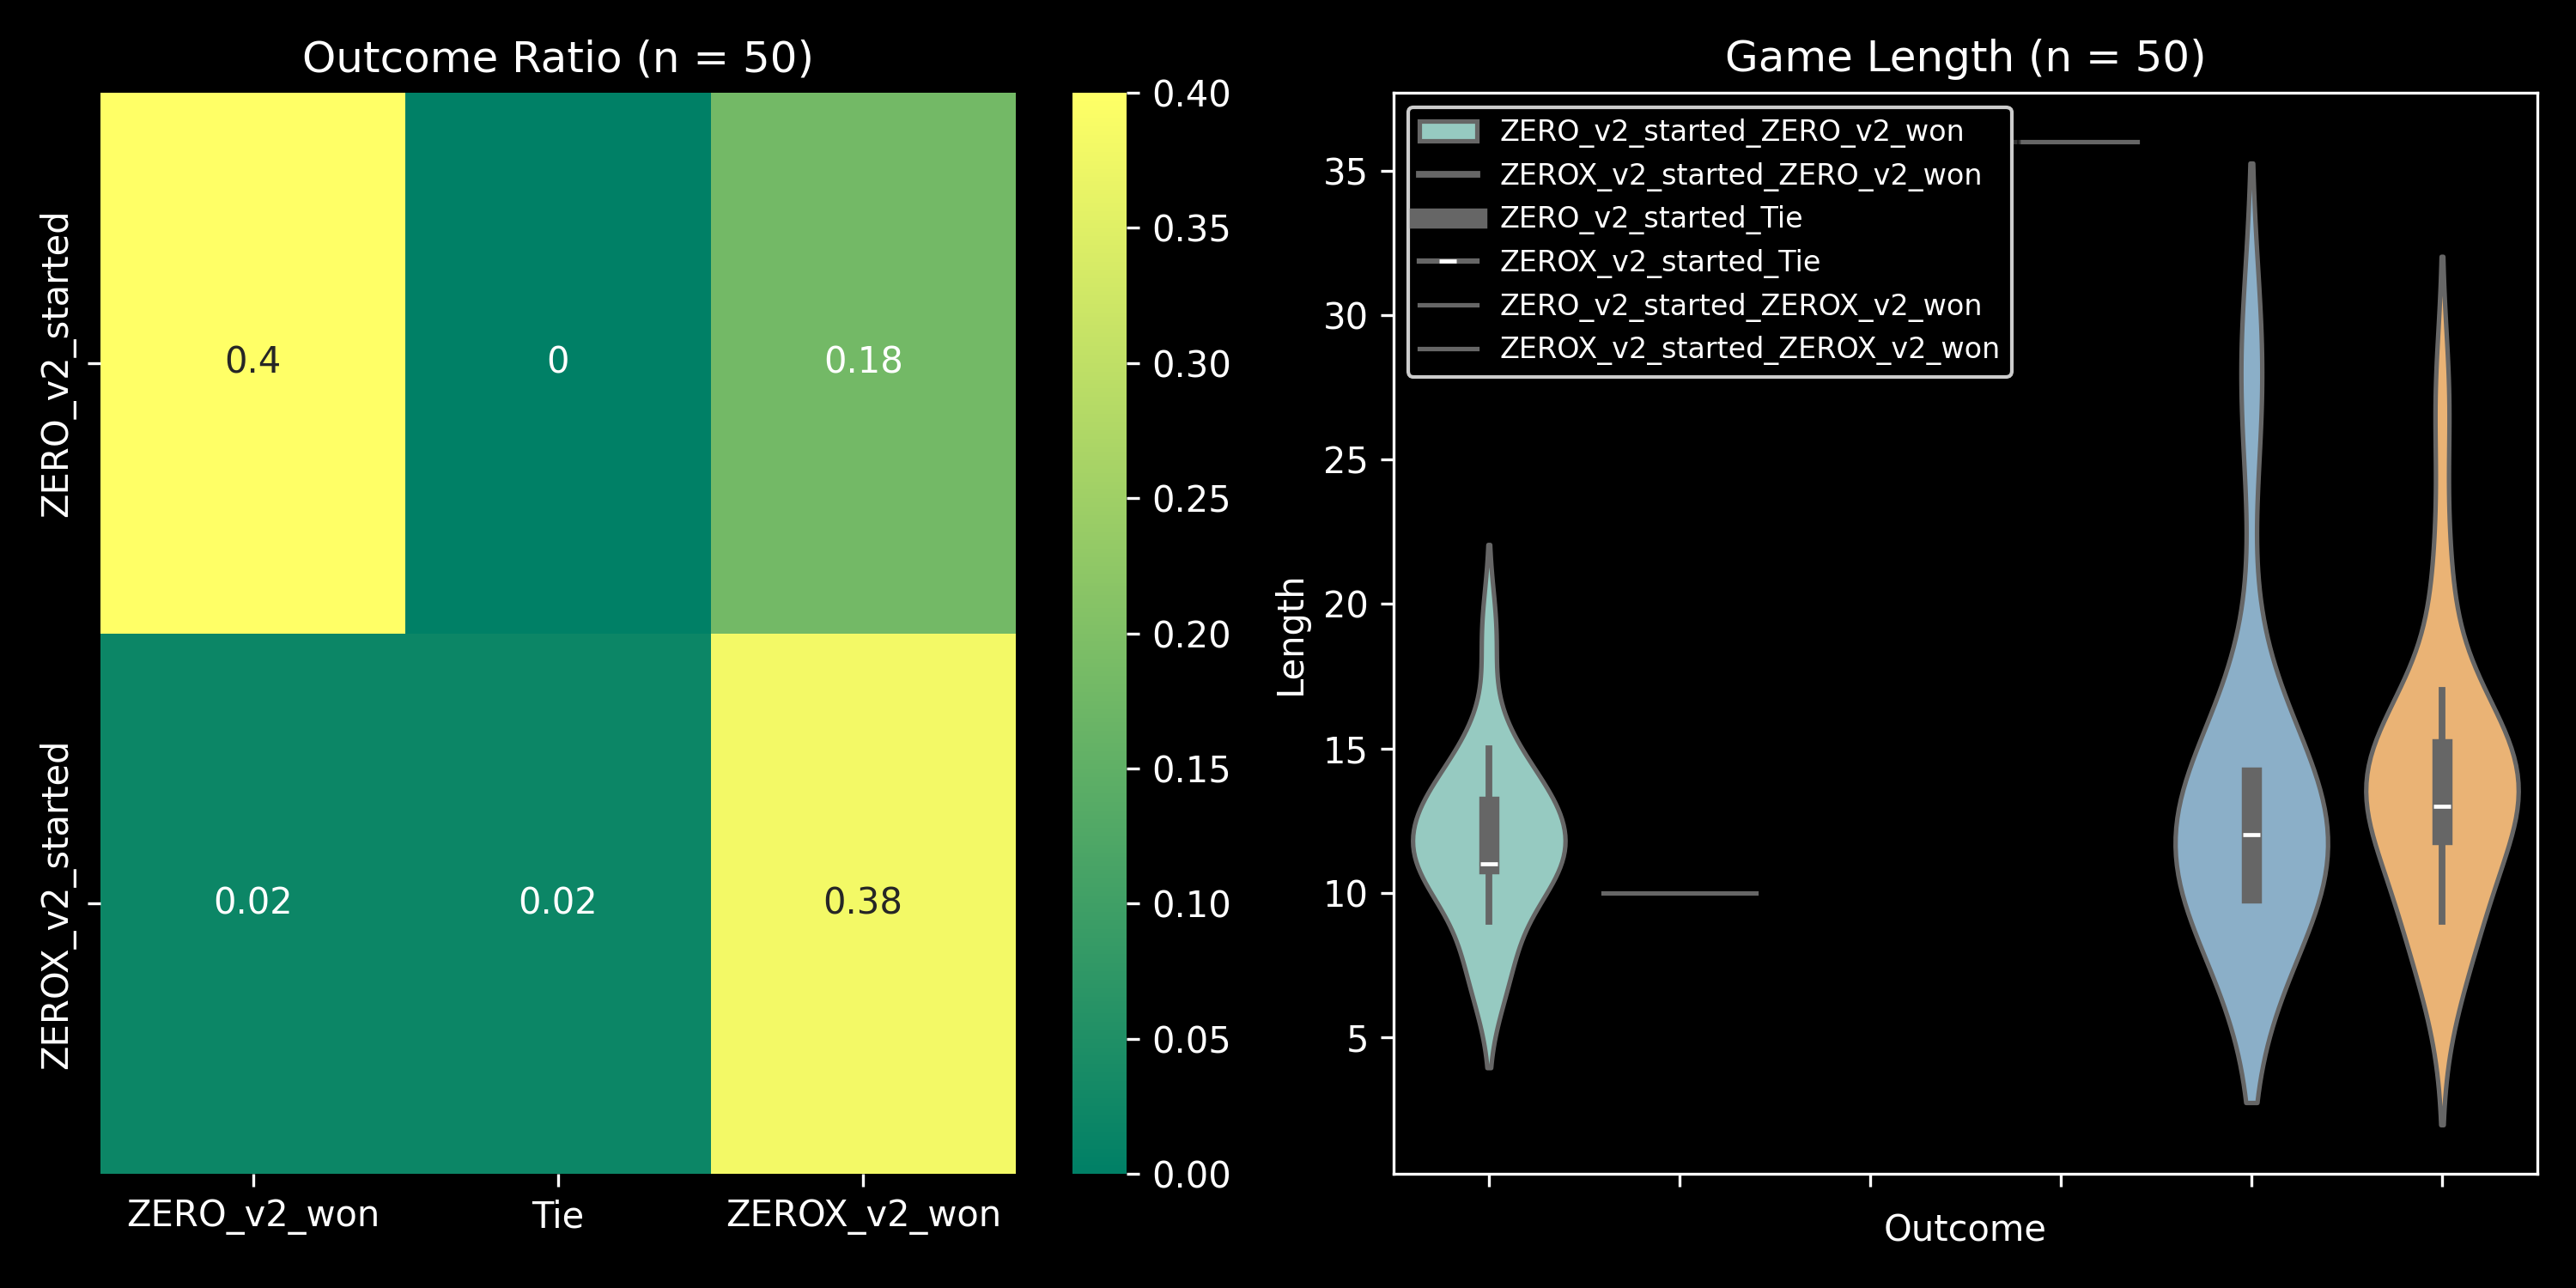 Outcome Ratio (n = 50)
ZERO_v2_started
ZEROX_v2_started
0.4
0
0.18
0.02
0.02
0.38
ZERO_v2_won
Tie
ZEROX_v2_won
0.40
0.35
0.30
0.25
0.20
0.15
0.10
0.05
0.00
Game Length (n = 50)
Length
35
30
25
20
15
10
5
ZERO_v2_started_ZERO_v2_won
ZEROX_v2_started_ZERO_v2_won
ZERO_v2_started_Tie
ZEROX_v2_started_Tie
ZERO_v2_started_ZEROX_v2_won
ZEROX_v2_started_ZEROX_v2_won
Outcome